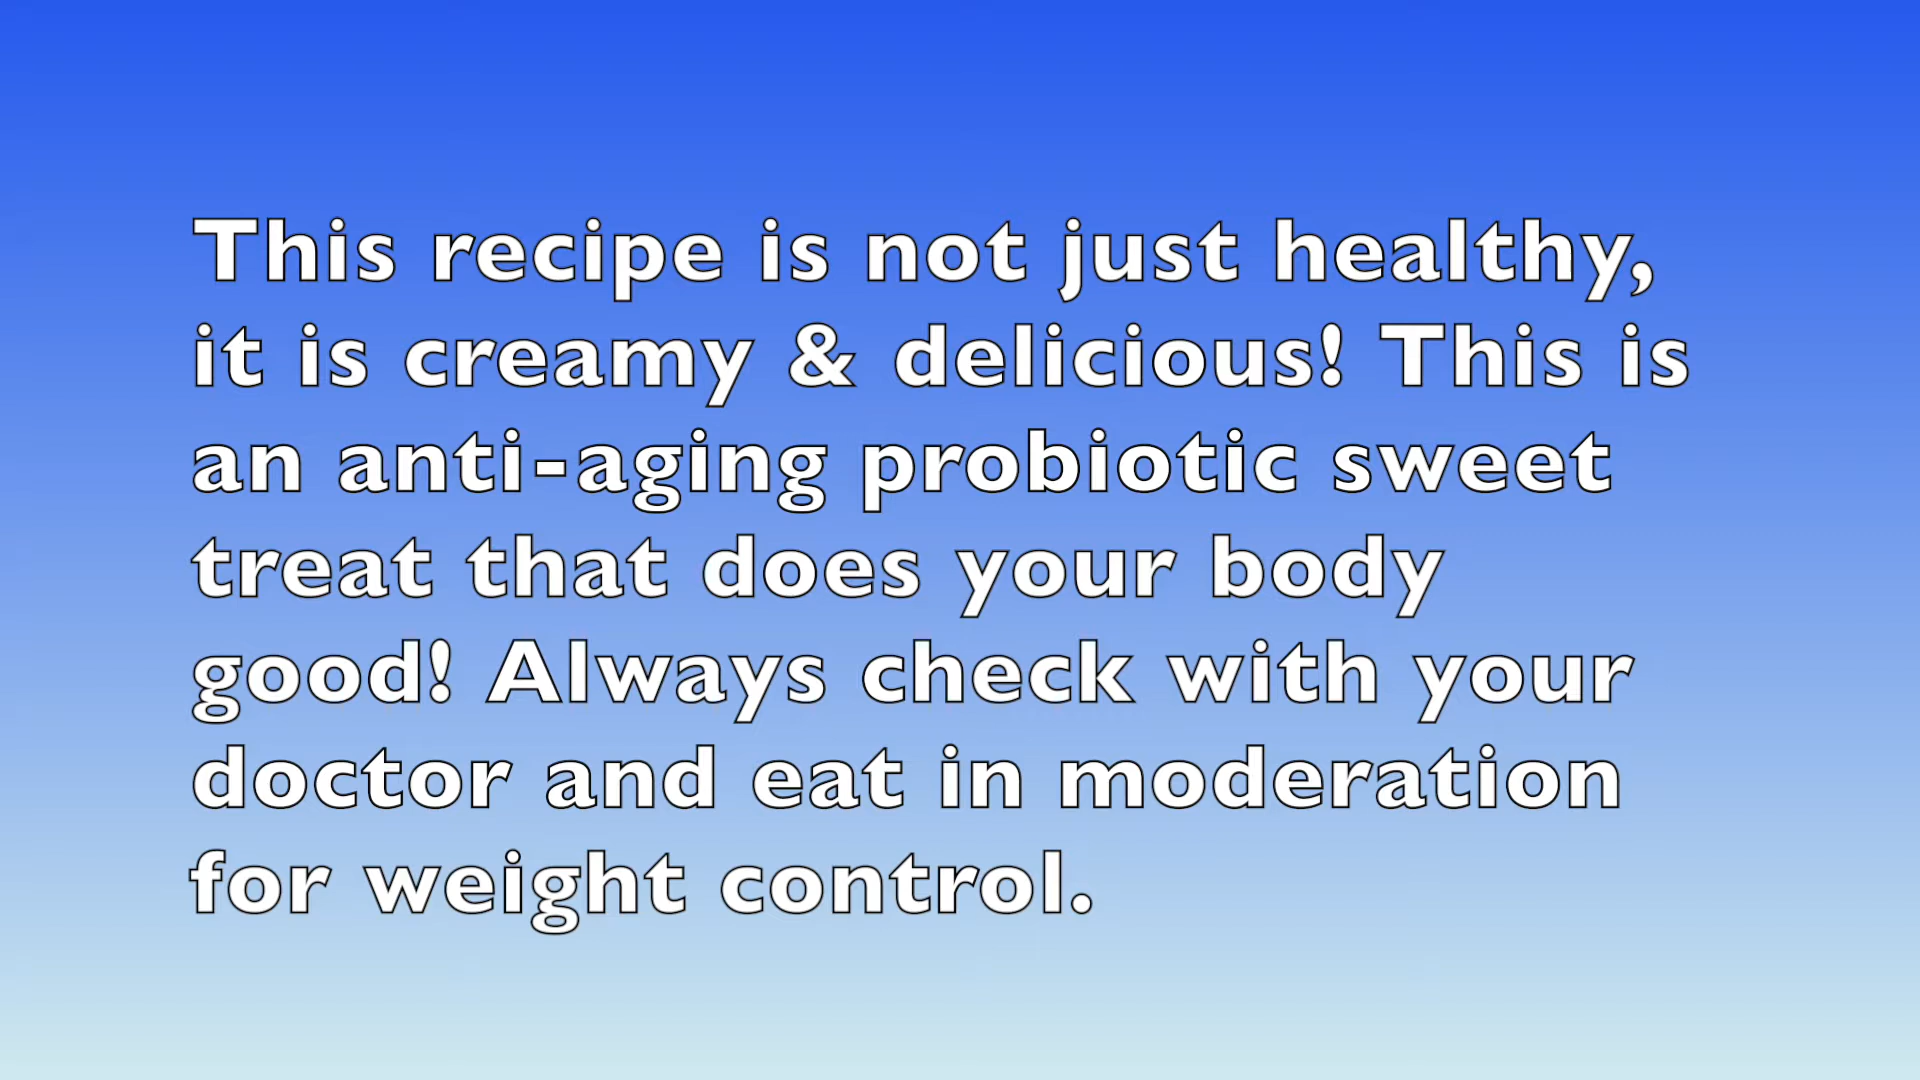 This recipe is not just healthy,
it is creamy & delicious! This is
an anti-aging probiotic sweet
treat that does your body
good! Always check with your
doctor and eat in moderation
for weight control.